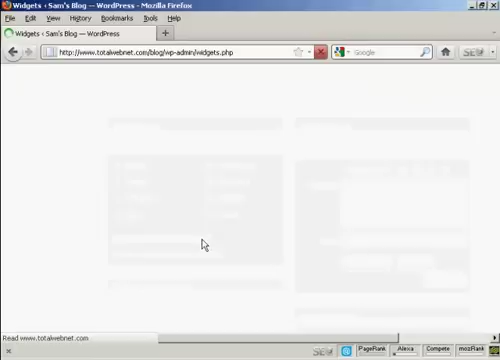 Widgets ‹ Sam's Blog — WordPress - Mozilla Firefox
File Edit View History Bookmarks Tools Help
Widgets ‹ Sam's Blog — WordPress
http://www.totalwebnet.com/blog/wp-admin/widgets.php
Google
Read www.totalwebnet.com
PageRank Alexa Compete mozRank